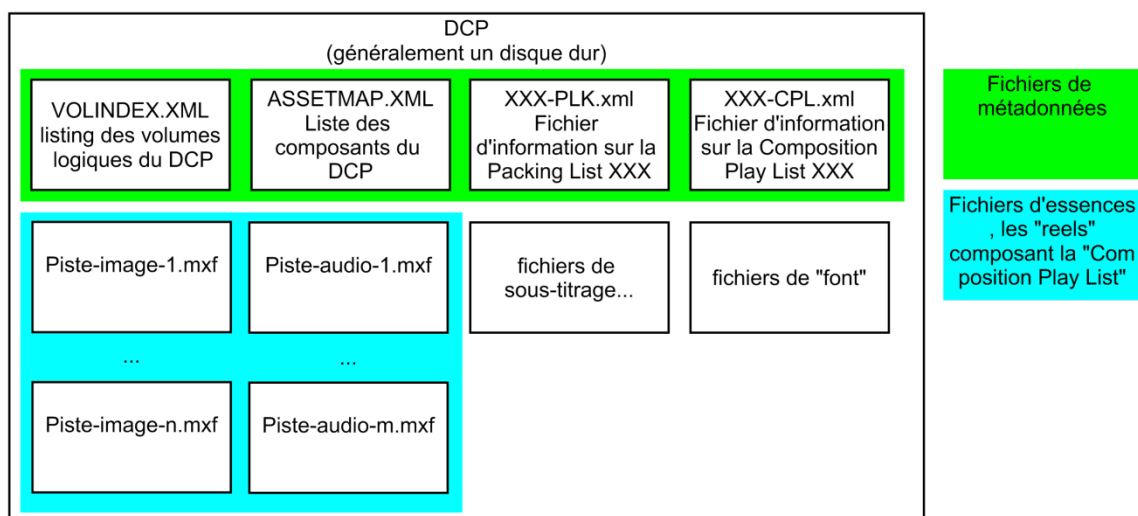 DCP
(généralement un disque dur)
VOLINDEX.XML
listing des volumes
logiques du DCP
ASSETMAP.XML
Liste des
composants du
DCP
XXX-PLK.xml
Fichier
d'information sur la
Packing List XXX
XXX-CPL.xml
Fichier d'information
sur la Composition
Play List XXX
Fichiers de
métadonnées
Piste-image-1.mxf
Piste-audio-1.mxf
fichiers de
sous-titrage...
fichiers de "font"
Fichiers d'essences
, les "reels"
composant la "Com
position Play List"
...
...
Piste-image-n.mxf
Piste-audio-m.mxf